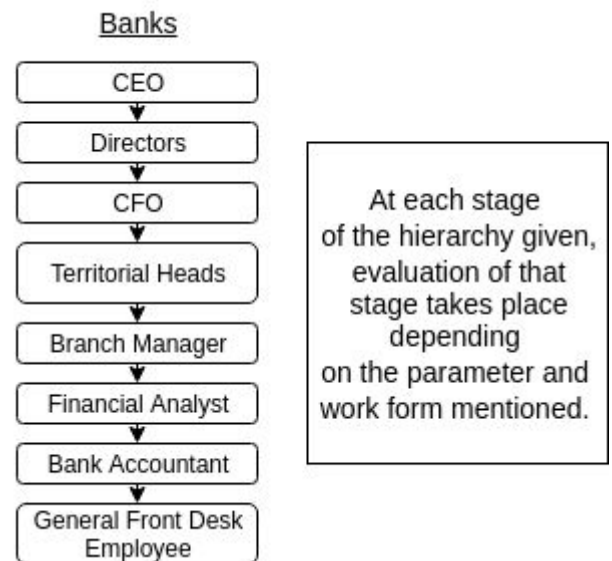 Banks
CEO
Directors
CFO
Territorial Heads
Branch Manager
Financial Analyst
Bank Accountant
General Front Desk
Employee
At each stage
of the hierarchy given,
evaluation of that
stage takes place
depending
on the parameter and
work form mentioned.